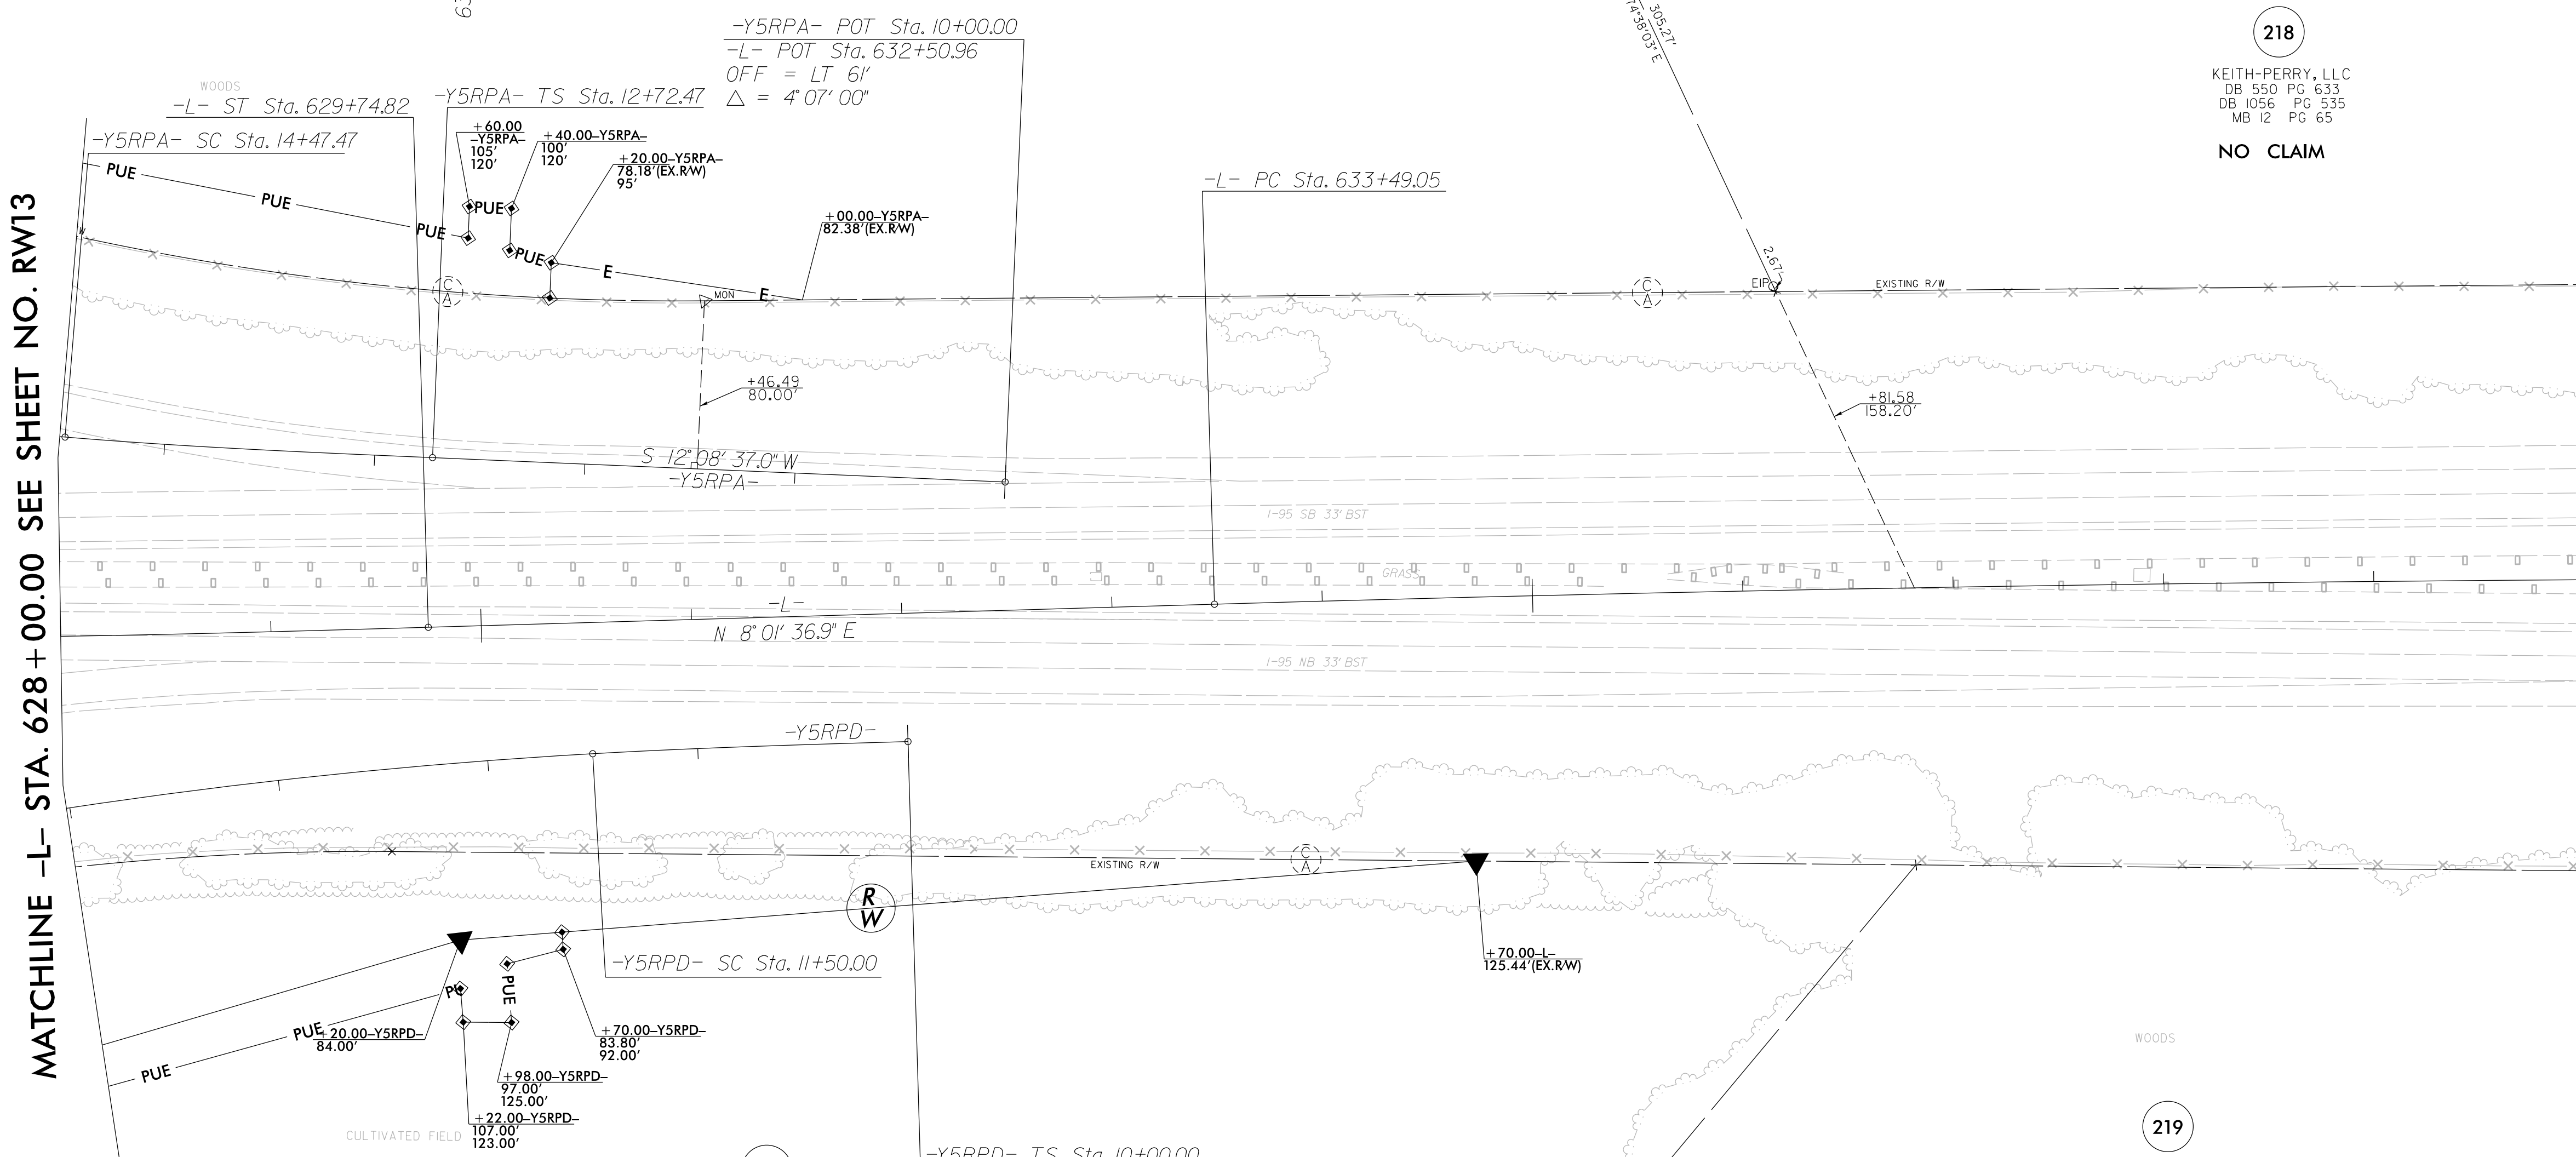 -Y5RPA- POT Sta. 10+00.00
-L- POT Sta. 632+50.96
OFF = LT 61'
△ = 4°07'00"
305.27'
74°38'03" E
218
KEITH-PERRY, LLC
DB 550 PG 633
DB 1056 PG 535
MB 12 PG 65
NO CLAIM
WOODS
-L- ST Sta. 629+74.82
-Y5RPA- TS Sta. 12+72.47
-Y5RPA- SC Sta. 14+47.47
+60.00
-Y5RPA-
105'
120'
+40.00-Y5RPA-
100'
120'
+20.00-Y5RPA-
78.18'(EX.R/W)
95'
+00.00-Y5RPA-
82.38'(EX.R/W)
-L- PC Sta. 633+49.05
PUE
PUE
PUE
PUE
PUE
E
E
W
C
A
MON
C
A
2.67'
EIP
EXISTING R/W
+46.49
80.00'
+81.58
158.20'
S 12°08'37.0" W
-Y5RPA-
I-95 SB 33' BST
GRASS
-L-
N 8°01'36.9" E
I-95 NB 33' BST
MATCHLINE -L- STA. 628+00.00 SEE SHEET NO. RW13
-Y5RPD-
EXISTING R/W
C
A
R
W
-Y5RPD- SC Sta. 11+50.00
+70.00-L-
125.44'(EX.R/W)
PUE
PUE
PUE
+20.00-Y5RPD-
84.00'
+70.00-Y5RPD-
83.80'
92.00'
+98.00-Y5RPD-
97.00'
125.00'
+22.00-Y5RPD-
107.00'
123.00'
CULTIVATED FIELD
WOODS
219
-Y5RPD- TS Sta. 10+00.00